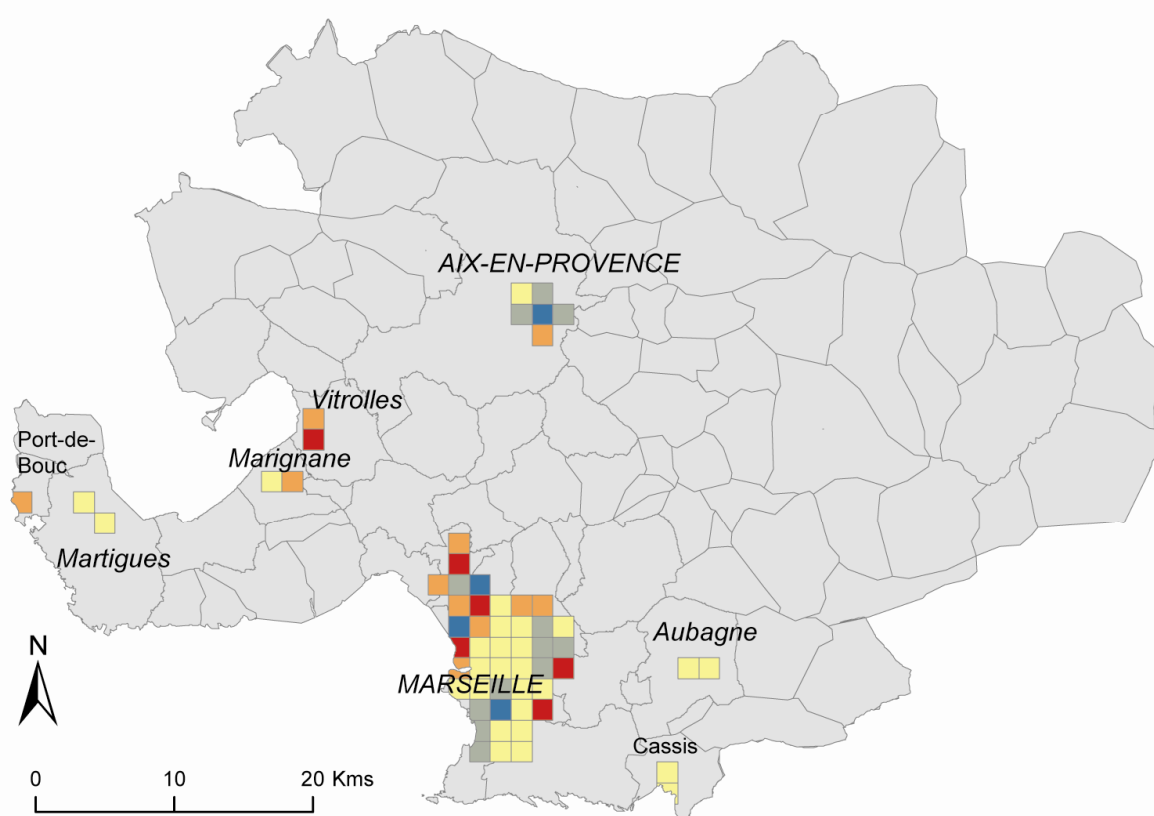 AIX-EN-PROVENCE
Vitrolles
Port-de-
Bouc
Marignane
Martigues
Aubagne
N
MARSEILLE
Cassis
0 10 20 Kms